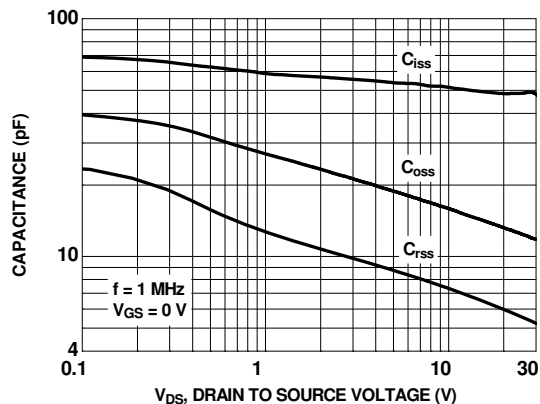 100
C_iss
CAPACITANCE (pF)
C_oss
10
C_rss
f = 1 MHz
V_GS = 0 V
4
0.1 1 10 30
V_DS, DRAIN TO SOURCE VOLTAGE (V)